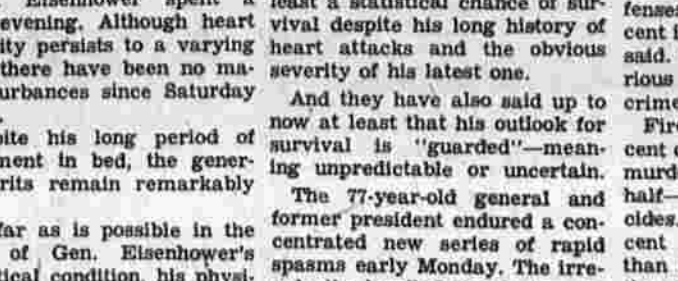 Eisenhower spent a
evening. Although heart
ity persists to a varying
there have been no ma-
urbances since Saturday
.
ite his long period of
ment in bed, the gener-
rits remain remarkably
far as is possible in the
of Gen. Eisenhower's
tical condition, his physi-
least a statistical chance of sur-
vival despite his long history of
heart attacks and the obvious
severity of his latest one.
And they have also said up to
now at least that his outlook for
survival is "guarded"—mean-
ing unpredictable or uncertain.
The 77-year-old general and
former president endured a con-
centrated new series of rapid
spasms early Monday. The irre-
fenses
cent
said.
rious
crime
Fir
cent
murd
half—
cides.
cent
than